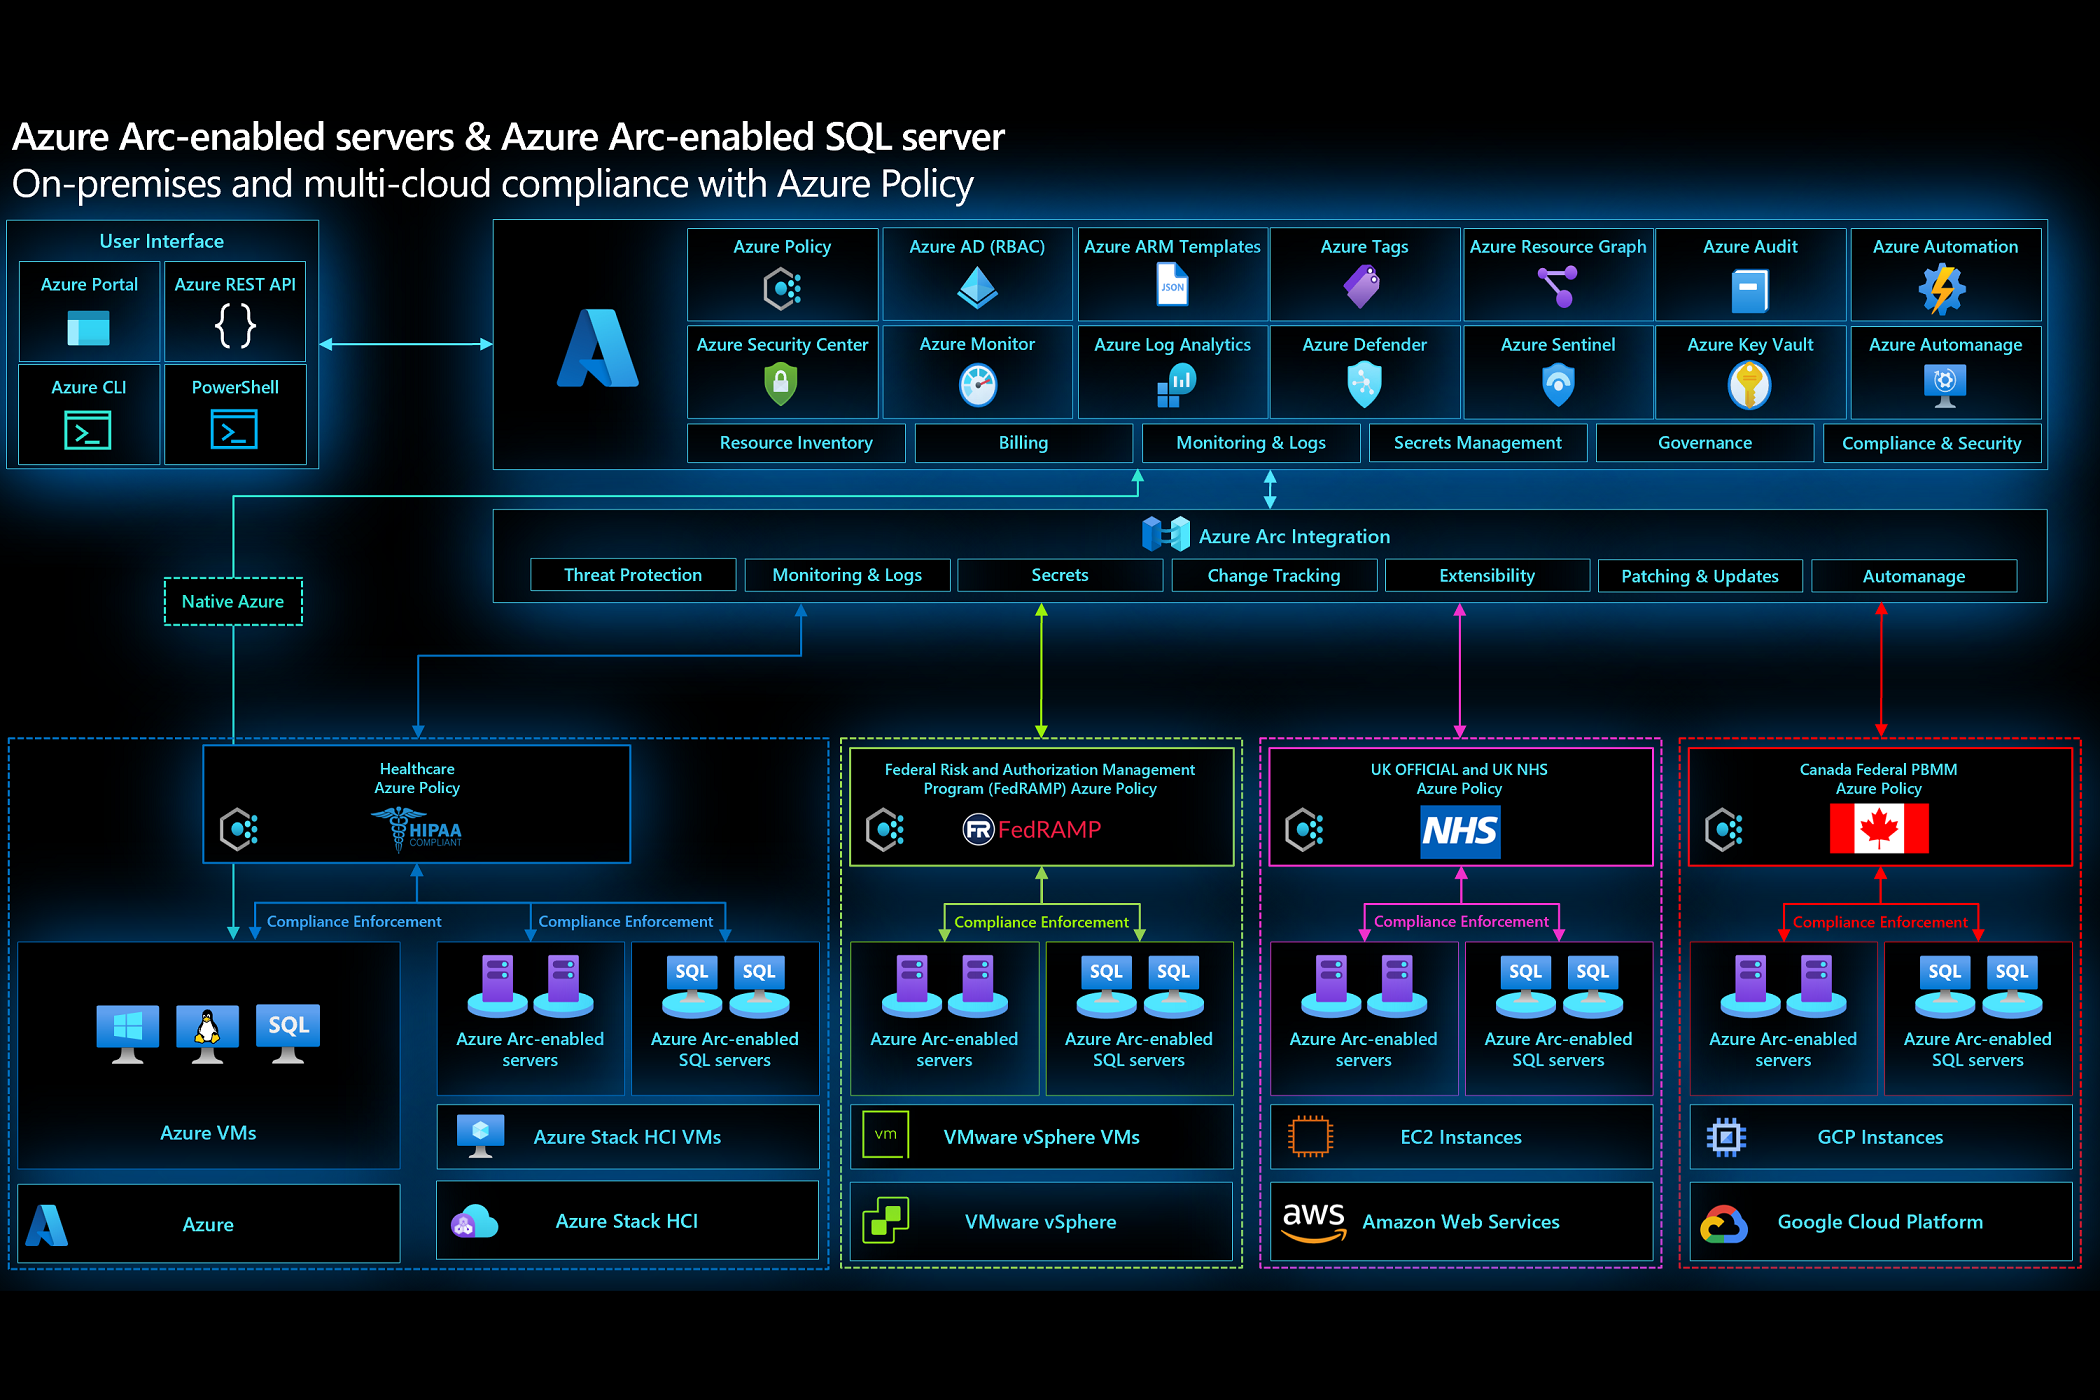 Azure Arc-enabled servers & Azure Arc-enabled SQL server
On-premises and multi-cloud compliance with Azure Policy
User Interface
Azure Portal
Azure REST API
{ }
Azure CLI
PowerShell
Azure Policy
Azure AD (RBAC)
Azure ARM Templates
JSON
Azure Tags
Azure Resource Graph
Azure Audit
Azure Automation
Azure Security Center
Azure Monitor
Azure Log Analytics
Azure Defender
Azure Sentinel
Azure Key Vault
Azure Automanage
Resource Inventory
Billing
Monitoring & Logs
Secrets Management
Governance
Compliance & Security
Azure Arc Integration
Threat Protection
Monitoring & Logs
Secrets
Change Tracking
Extensibility
Patching & Updates
Automanage
Native Azure
Healthcare
Azure Policy
HIPAA
COMPLIANT
Compliance Enforcement
Compliance Enforcement
SQL
Azure VMs
Azure
SQL
SQL
Azure Arc-enabled
servers
Azure Arc-enabled
SQL servers
Azure Stack HCI VMs
Azure Stack HCI
Federal Risk and Authorization Management
Program (FedRAMP) Azure Policy
FR FedRAMP
Compliance Enforcement
SQL
SQL
Azure Arc-enabled
servers
Azure Arc-enabled
SQL servers
vm
VMware vSphere VMs
VMware vSphere
UK OFFICIAL and UK NHS
Azure Policy
NHS
Compliance Enforcement
SQL
SQL
Azure Arc-enabled
servers
Azure Arc-enabled
SQL servers
EC2 Instances
aws
Amazon Web Services
Canada Federal PBMM
Azure Policy
Compliance Enforcement
SQL
SQL
Azure Arc-enabled
servers
Azure Arc-enabled
SQL servers
GCP Instances
Google Cloud Platform